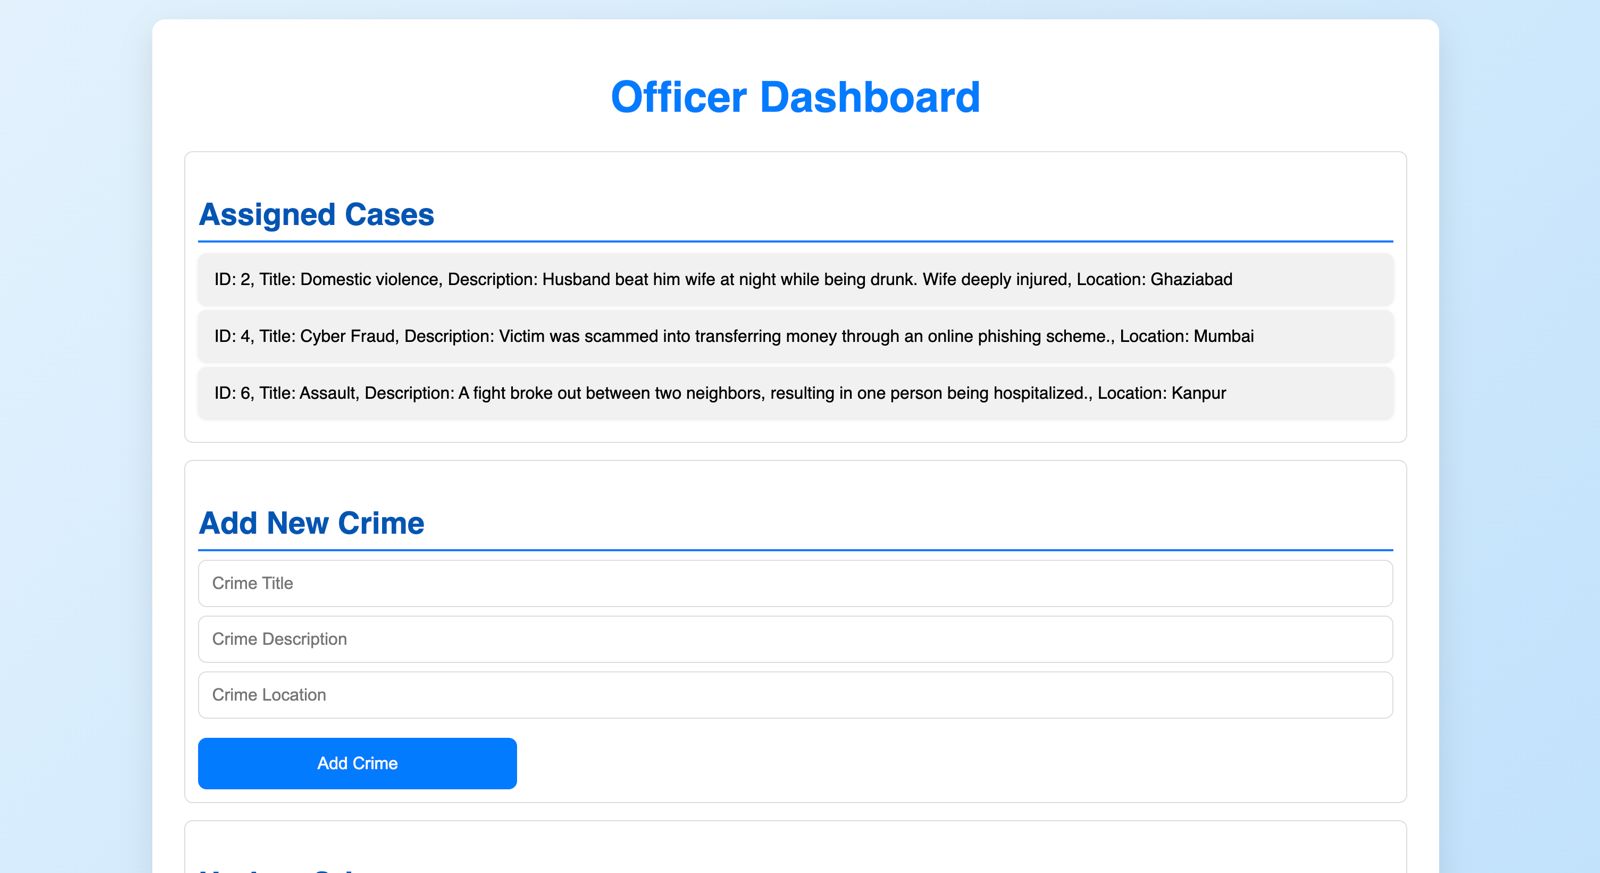 Officer Dashboard
Assigned Cases
ID: 2, Title: Domestic violence, Description: Husband beat him wife at night while being drunk. Wife deeply injured, Location: Ghaziabad
ID: 4, Title: Cyber Fraud, Description: Victim was scammed into transferring money through an online phishing scheme., Location: Mumbai
ID: 6, Title: Assault, Description: A fight broke out between two neighbors, resulting in one person being hospitalized., Location: Kanpur
Add New Crime
Crime Title
Crime Description
Crime Location
Add Crime